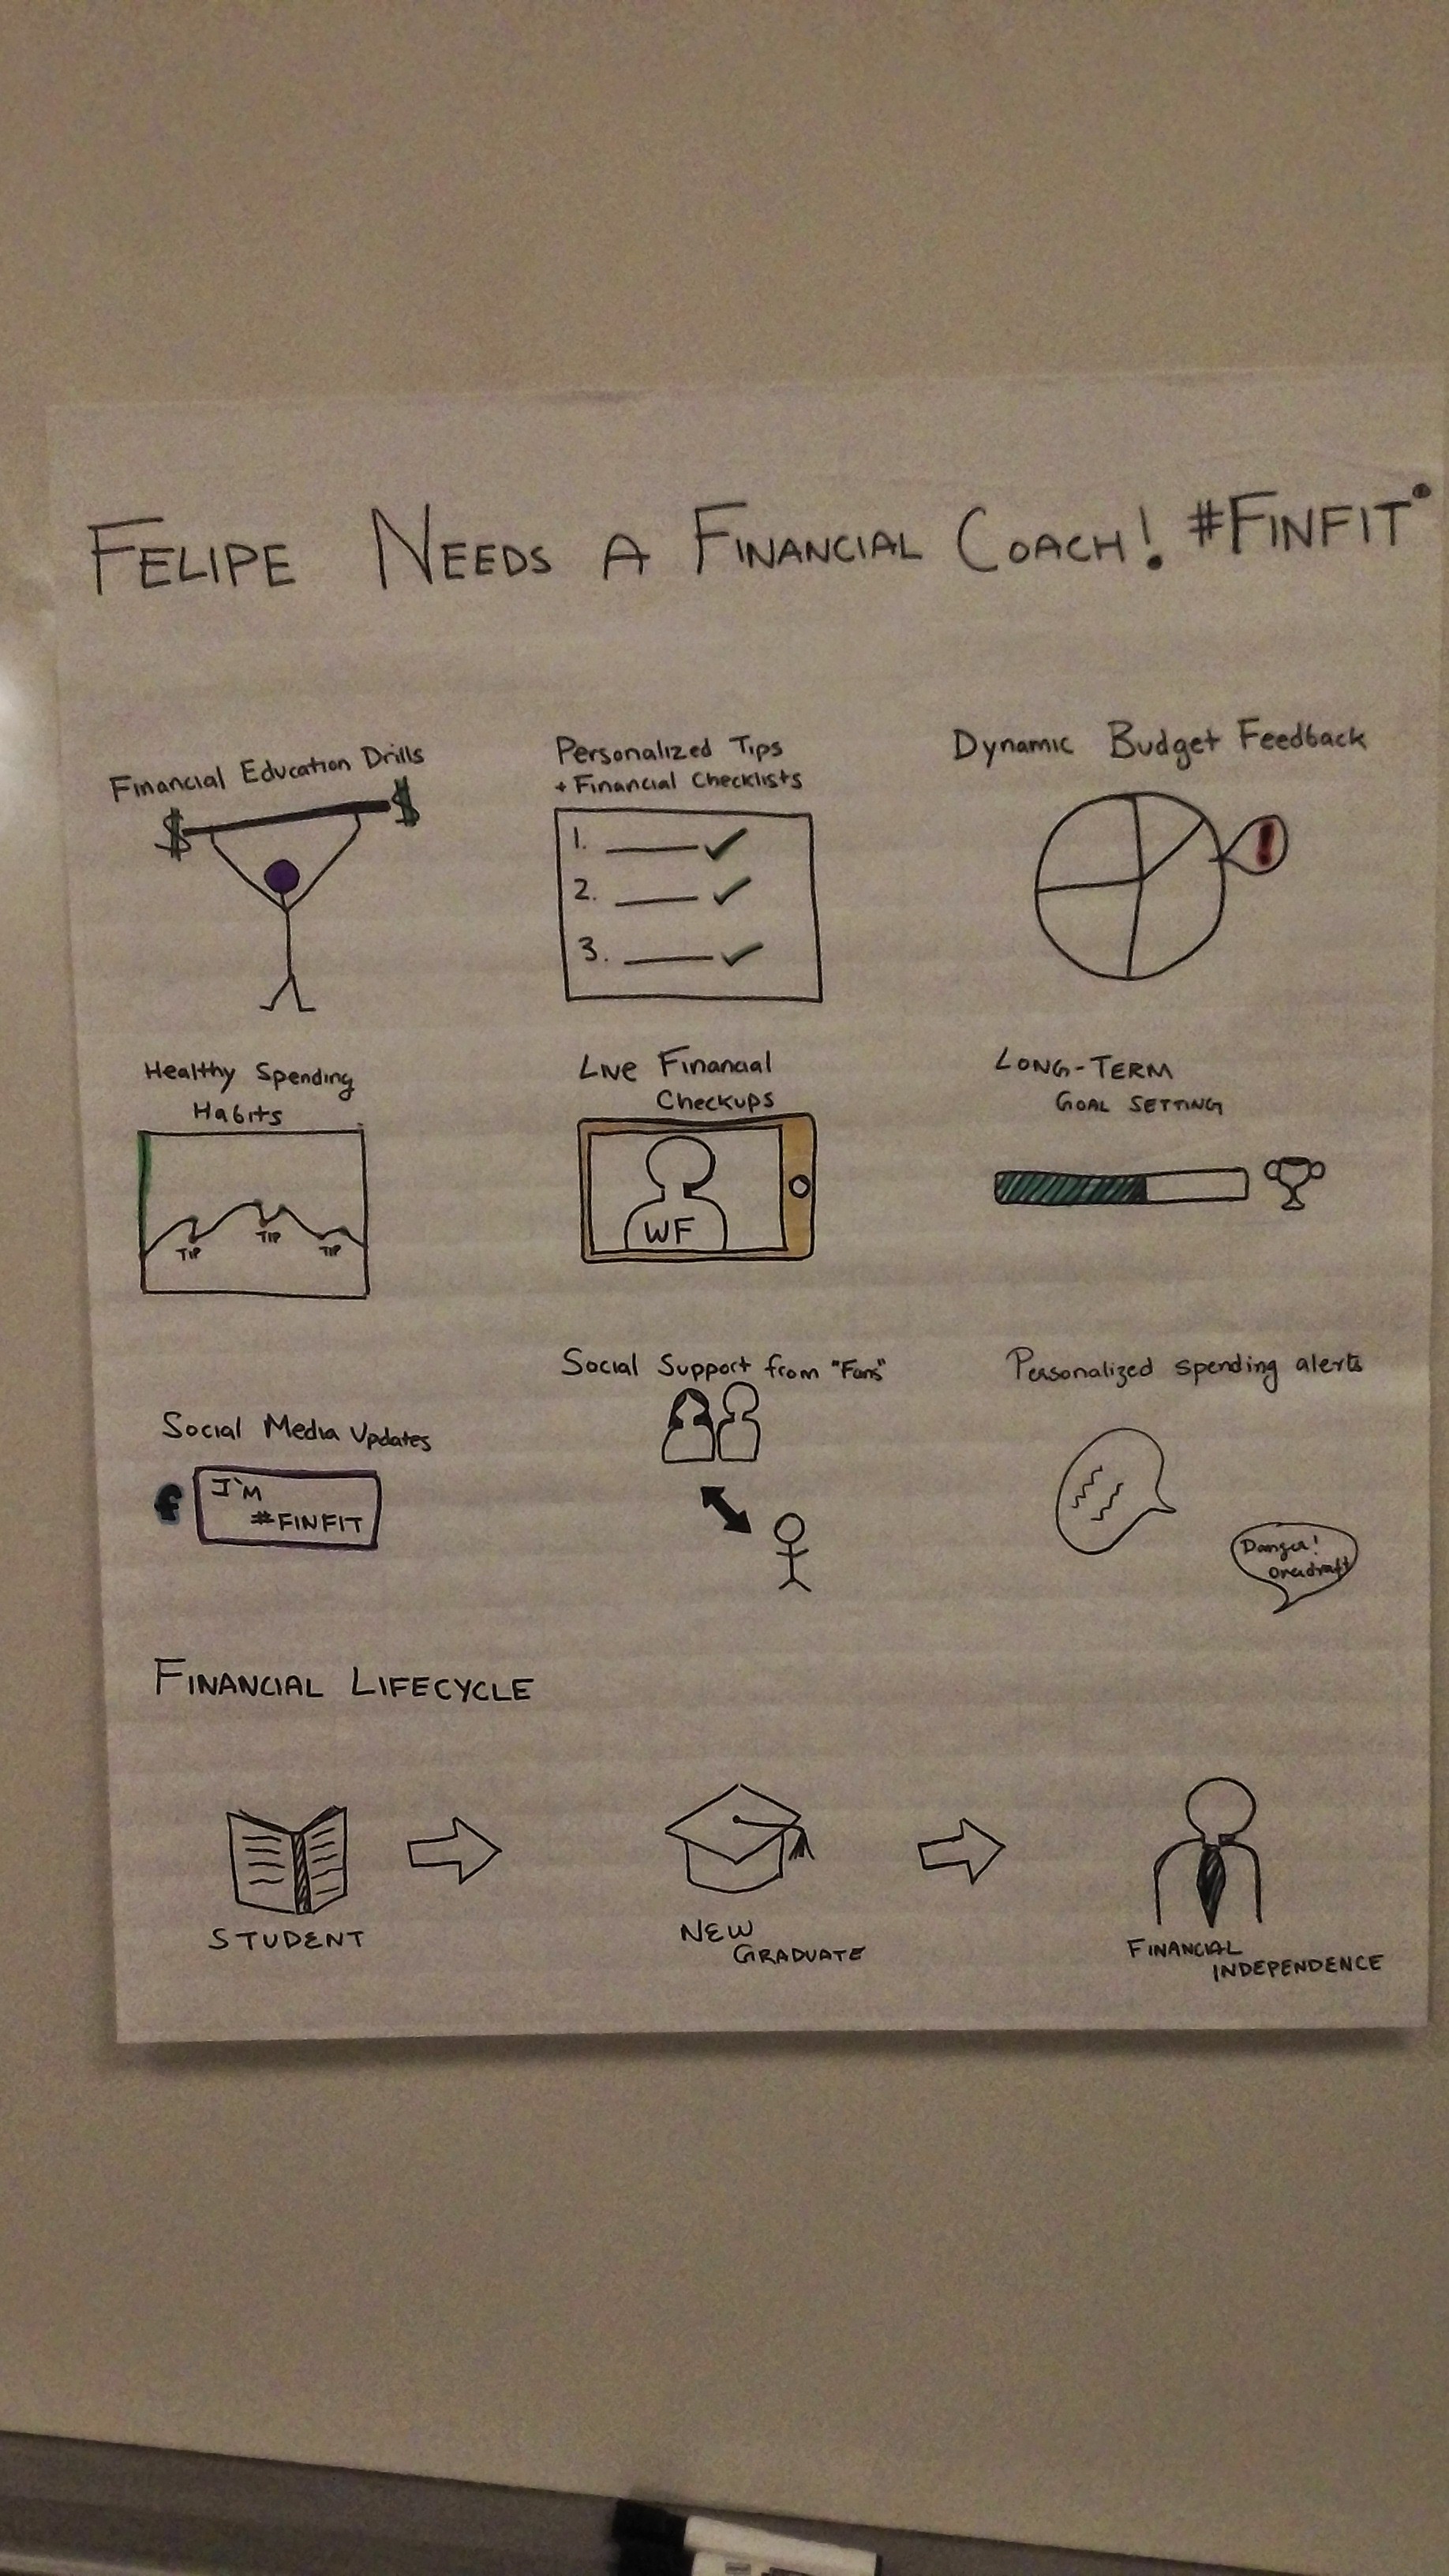 FELIPE NEEDS A FINANCIAL COACH! #FINFIT
Financial Education Drills
$ $
Personalized Tips
+ Financial Checklists
1.
2.
3.
Dynamic Budget Feedback
!
Healthy Spending
Habits
TIP TIP TIP
Live Financial
Checkups
WF
LONG-TERM
GOAL SETTING
Social Media Updates
f
I'M
#FINFIT
Social Support from "Fans"
Personalized spending alerts
Danger!
Overdraft
FINANCIAL LIFECYCLE
STUDENT
NEW
GRADUATE
FINANCIAL
INDEPENDENCE